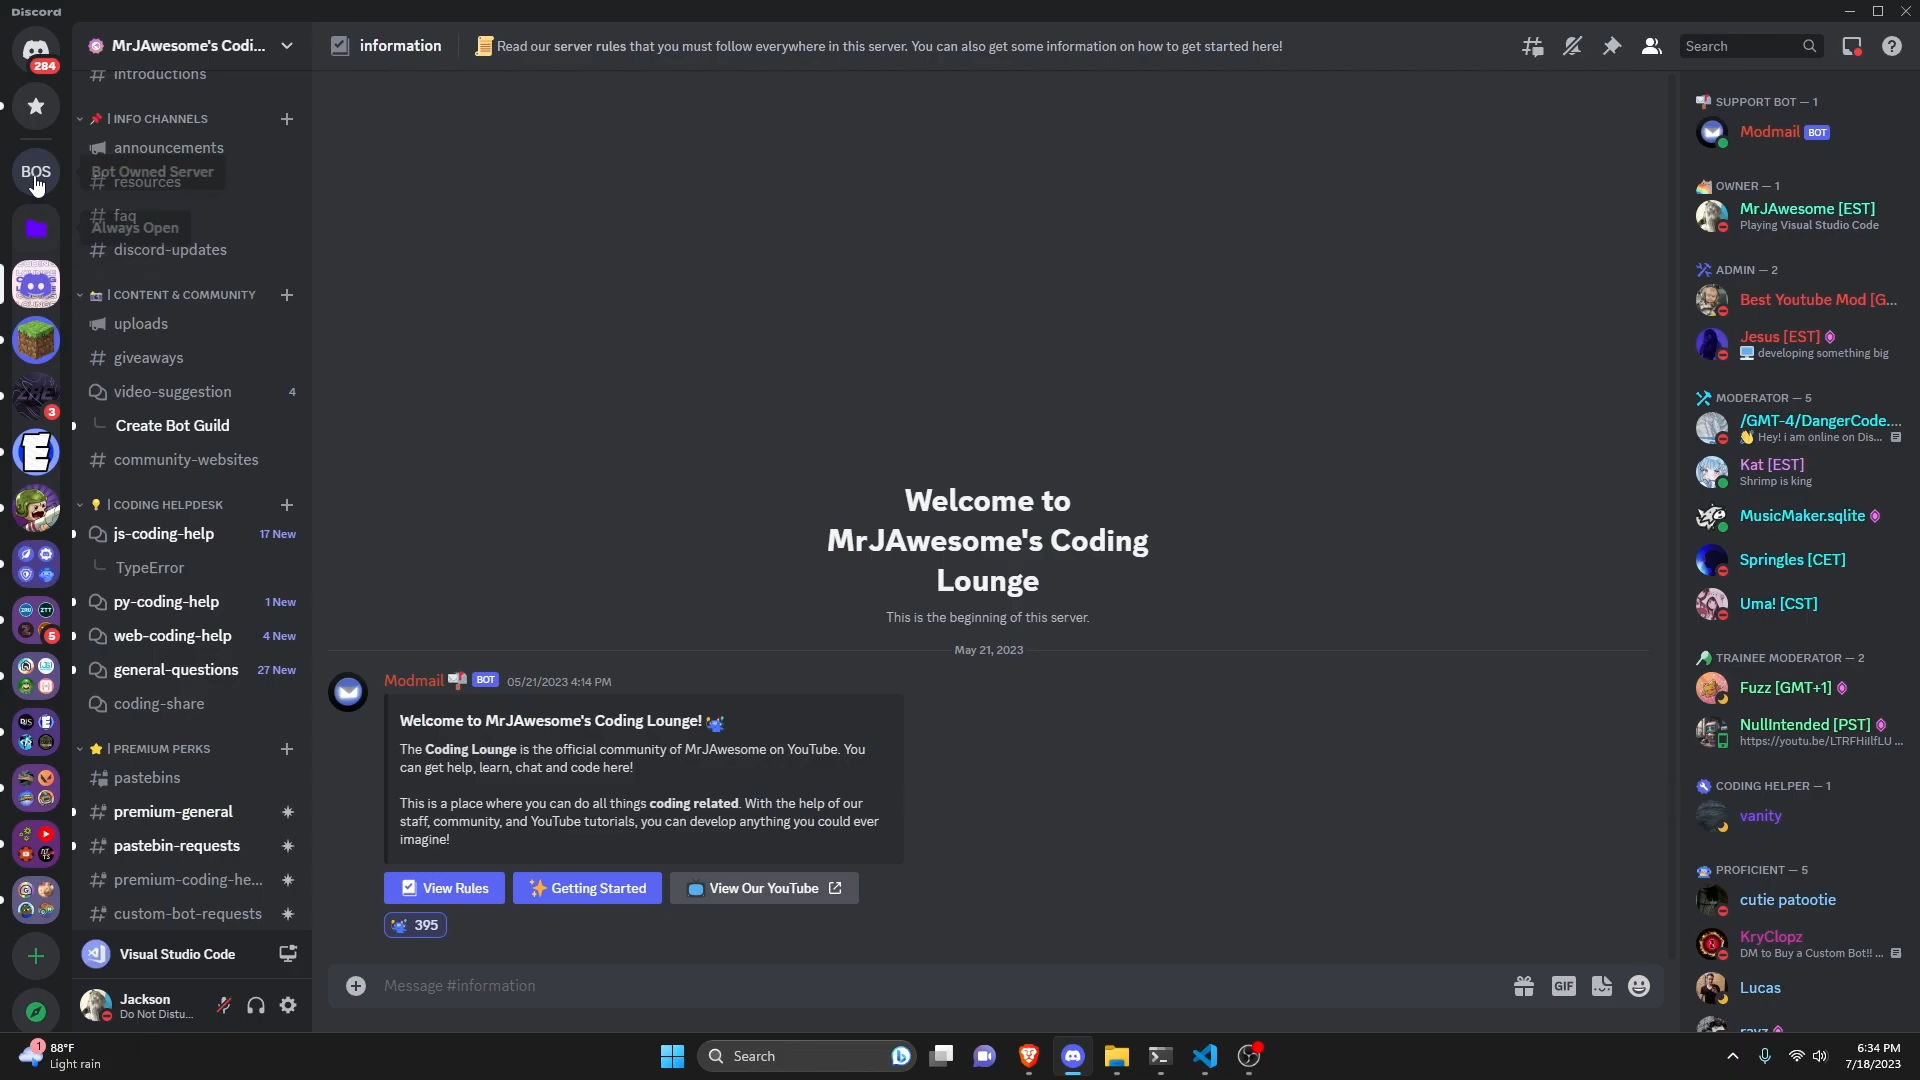 Discord
284
BOS
3
5
MrJAwesome's Codi...
introductions
| INFO CHANNELS
announcements
Bot Owned Server
resources
faq
Always Open
discord-updates
| CONTENT & COMMUNITY
uploads
giveaways
video-suggestion 4
Create Bot Guild
community-websites
| CODING HELPDESK
js-coding-help 17 New
TypeError
py-coding-help 1 New
web-coding-help 4 New
general-questions 27 New
coding-share
| PREMIUM PERKS
pastebins
premium-general
pastebin-requests
premium-coding-he...
custom-bot-requests
Visual Studio Code
Jackson
Do Not Distu...
information
Read our server rules that you must follow everywhere in this server. You can also get some information on how to get started here!
Search
Welcome to
MrJAwesome's Coding
Lounge
This is the beginning of this server.
May 21, 2023
Modmail BOT 05/21/2023 4:14 PM
Welcome to MrJAwesome's Coding Lounge!
The Coding Lounge is the official community of MrJAwesome on YouTube. You
can get help, learn, chat and code here!
This is a place where you can do all things coding related. With the help of our
staff, community, and YouTube tutorials, you can develop anything you could ever
imagine!
View Rules
Getting Started
View Our YouTube
395
Message #information
GIF
SUPPORT BOT — 1
Modmail BOT
OWNER — 1
MrJAwesome [EST]
Playing Visual Studio Code
ADMIN — 2
Best Youtube Mod [G...
Jesus [EST]
developing something big
MODERATOR — 5
/GMT-4/DangerCode....
Hey! i am online on Dis...
Kat [EST]
Shrimp is king
MusicMaker.sqlite
Springles [CET]
Uma! [CST]
TRAINEE MODERATOR — 2
Fuzz [GMT+1]
NullIntended [PST]
https://youtu.be/LTRFHiIfLU ...
CODING HELPER — 1
vanity
PROFICIENT — 5
cutie patootie
KryClopz
DM to Buy a Custom Bot!! ...
Lucas
1
88°F
Light rain
Search
6:34 PM
7/18/2023